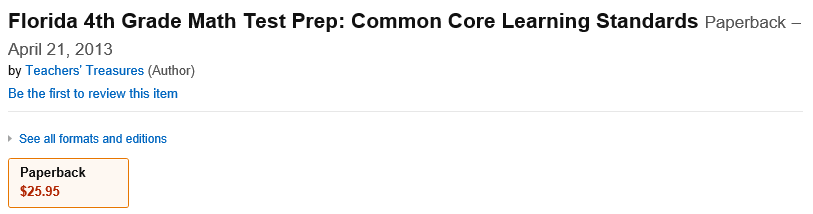 Florida 4th Grade Math Test Prep: Common Core Learning Standards Paperback –
April 21, 2013
by Teachers' Treasures (Author)
Be the first to review this item
See all formats and editions
Paperback
$25.95